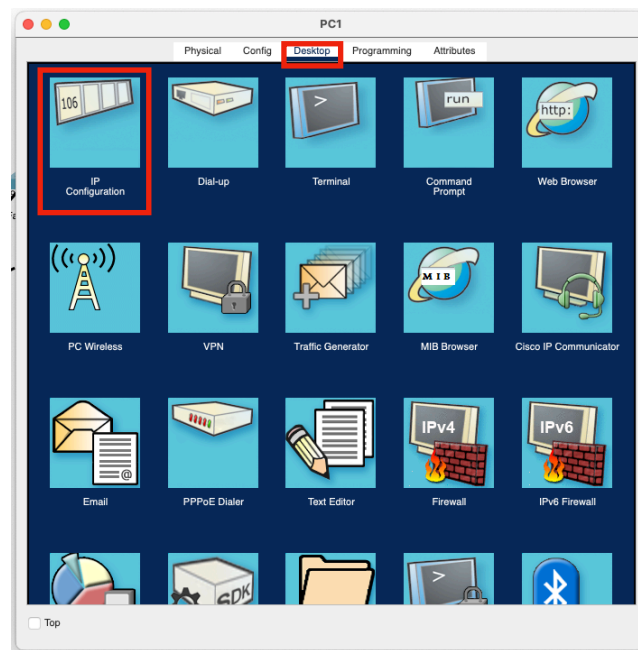 PC1
Physical Config Desktop Programming Attributes
106
>
run
http:
IP
Configuration
Dial-up
Terminal
Command
Prompt
Web Browser
MIB
PC Wireless
VPN
Traffic Generator
MIB Browser
Cisco IP Communicator
@
IPv4
IPv6
Email
PPPoE Dialer
Text Editor
Firewall
IPv6 Firewall
SDK
>
Top